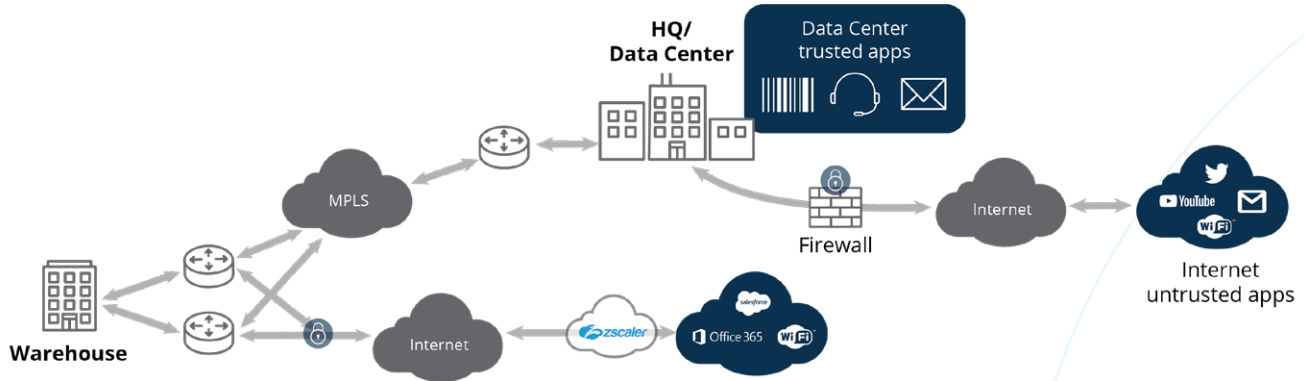 HQ/
Data Center
Data Center
trusted apps
MPLS
YouTube
WiFi
Internet
Firewall
Internet
untrusted apps
Warehouse
Internet
zscaler
salesforce
Office 365
WiFi